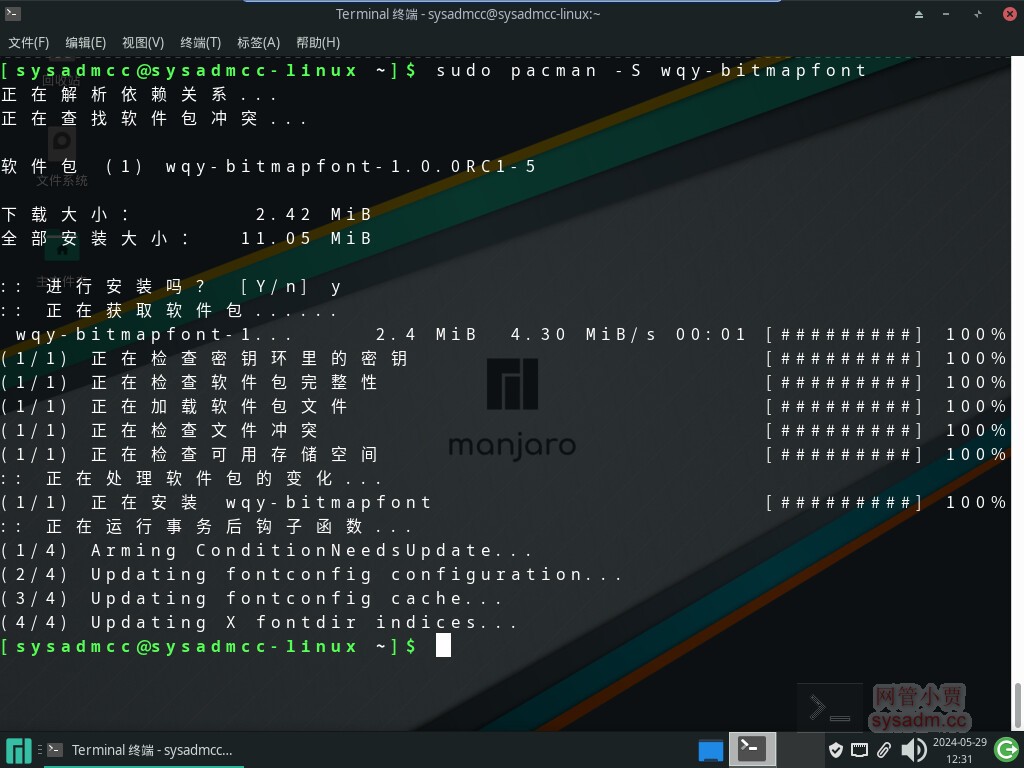 Terminal 终端 - sysadmcc@sysadmcc-linux:~
文件(F) 编辑(E) 视图(V) 终端(T) 标签(A) 帮助(H)
[sysadmcc@sysadmcc-linux ~]$ sudo pacman -S wqy-bitmapfont
回收站
正在解析依赖关系...
正在查找软件包冲突...
软件包 (1) wqy-bitmapfont-1.0.0RC1-5
文件系统
下载大小: 2.42 MiB
全部安装大小: 11.05 MiB
:: 进行安装吗? [Y/n] y
:: 正在获取软件包......
wqy-bitmapfont-1... 2.4 MiB 4.30 MiB/s 00:01 [#########] 100%
(1/1) 正在检查密钥环里的密钥 [#########] 100%
(1/1) 正在检查软件包完整性 [#########] 100%
(1/1) 正在加载软件包文件 [#########] 100%
(1/1) 正在检查文件冲突 [#########] 100%
(1/1) 正在检查可用存储空间 [#########] 100%
manjaro
:: 正在处理软件包的变化...
(1/1) 正在安装 wqy-bitmapfont [#########] 100%
:: 正在运行事务后钩子函数...
(1/4) Arming ConditionNeedsUpdate...
(2/4) Updating fontconfig configuration...
(3/4) Updating fontconfig cache...
(4/4) Updating X fontdir indices...
[sysadmcc@sysadmcc-linux ~]$
网管小贾
sysadm.cc
Terminal 终端 - sysadmcc...
2024-05-29
12:31